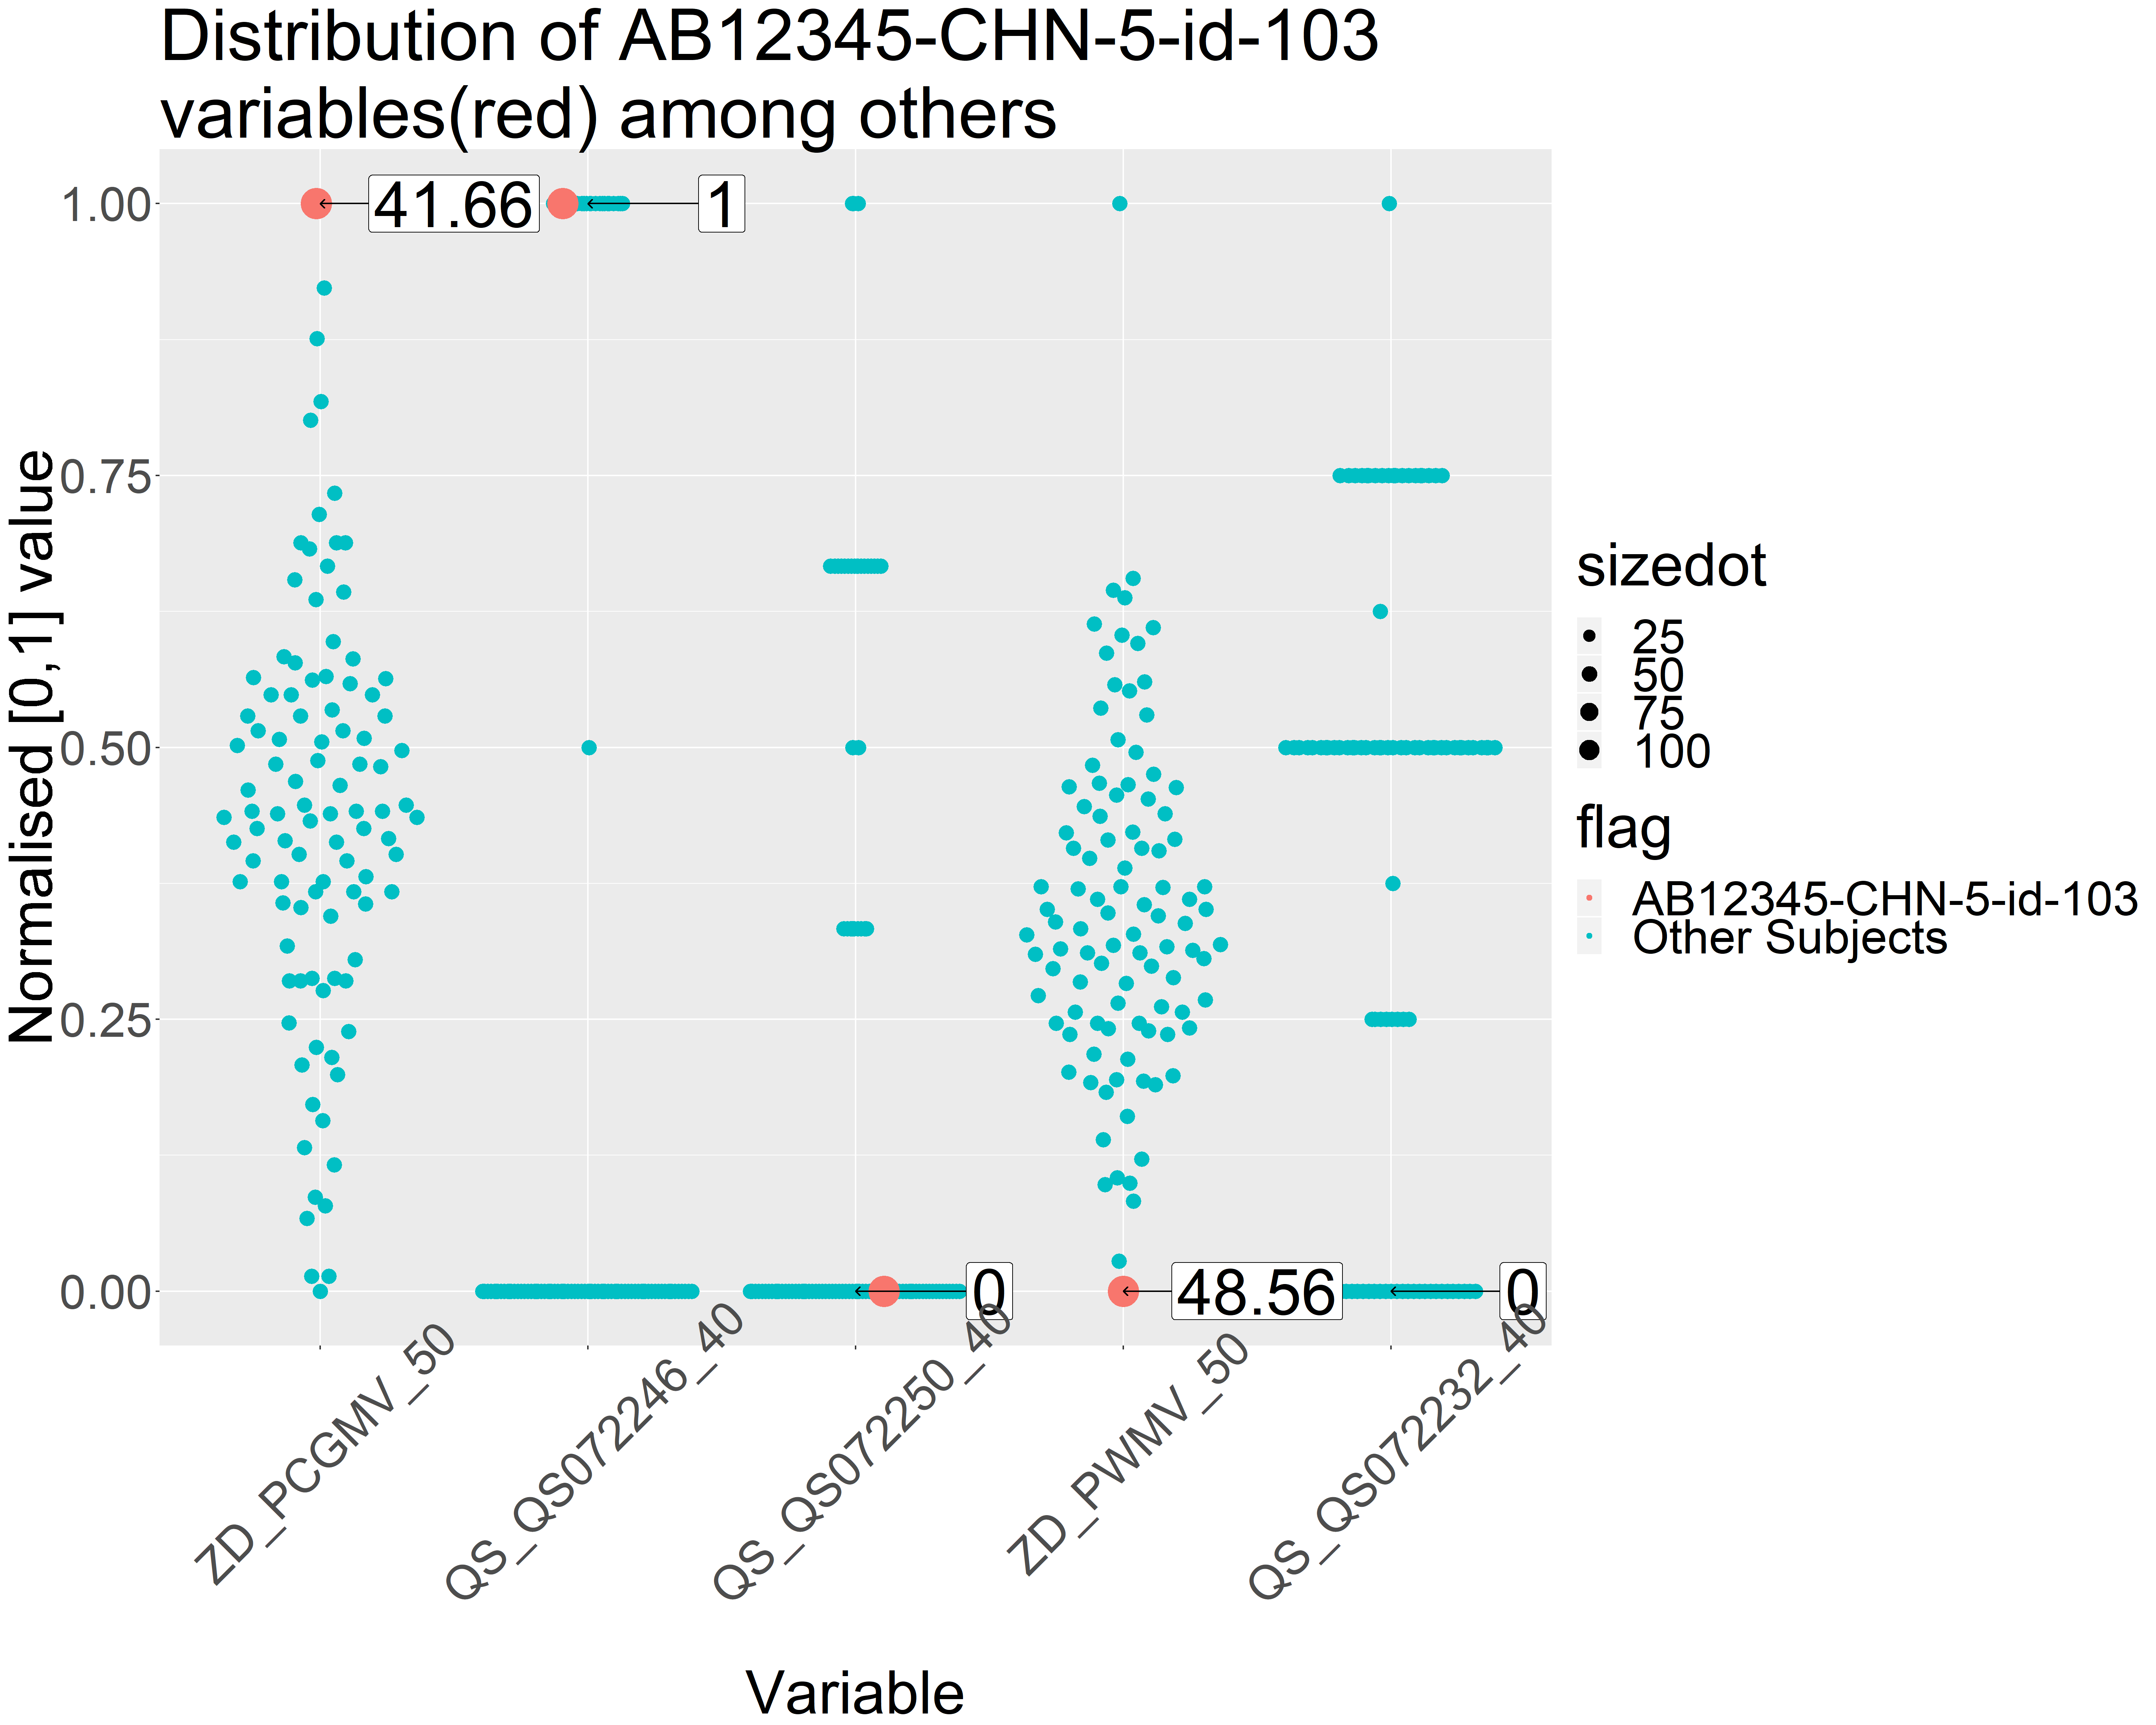 Distribution of AB12345-CHN-5-id-103
variables(red) among others
Normalised [0,1] value
1.00
0.75
0.50
0.25
0.00
41.66
1
0
48.56
0
ZD_PCGMV_50
QS_QS072246_40
QS_QS072250_40
ZD_PWMV_50
QS_QS072232_40
Variable
sizedot
25
50
75
100
flag
AB12345-CHN-5-id-103
Other Subjects